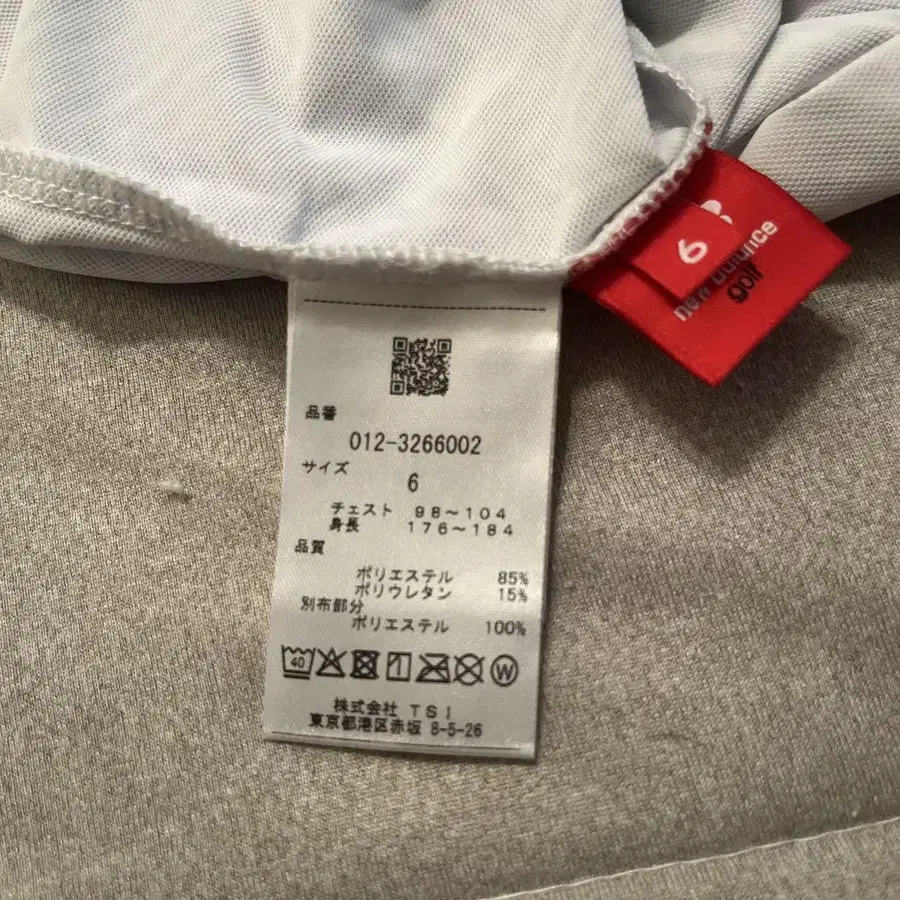 6
new balance
golf
品番
012-3266002
サイズ
6
チェスト 98～104
身長 176～184
品質
ポリエステル 85%
ポリウレタン 15%
別布部分
ポリエステル 100%
40
W
株式会社 TSI
東京都港区赤坂 8-5-26